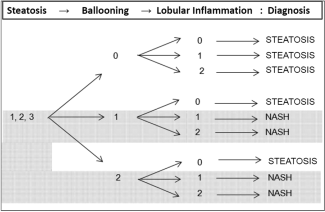 Steatosis → Ballooning → Lobular Inflammation : Diagnosis
0 STEATOSIS
0 1 STEATOSIS
2 STEATOSIS
0 STEATOSIS
1, 2, 3 1 1 NASH
2 NASH
0 STEATOSIS
2 1 NASH
2 NASH